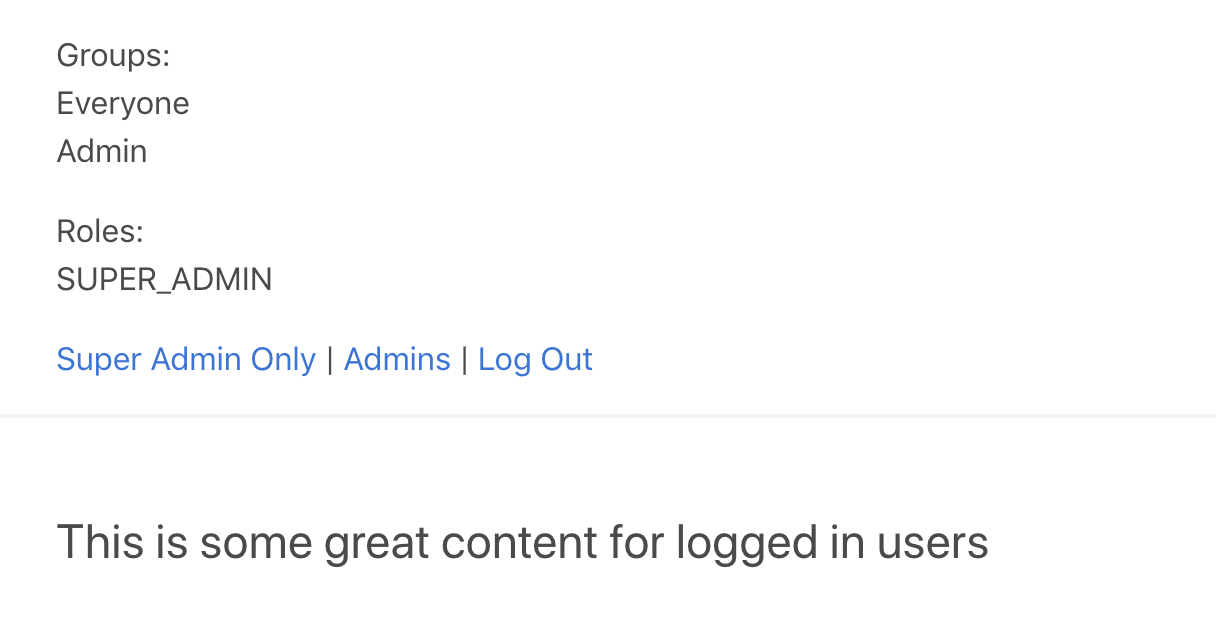 Groups:
Everyone
Admin
Roles:
SUPER_ADMIN
Super Admin Only | Admins | Log Out
This is some great content for logged in users